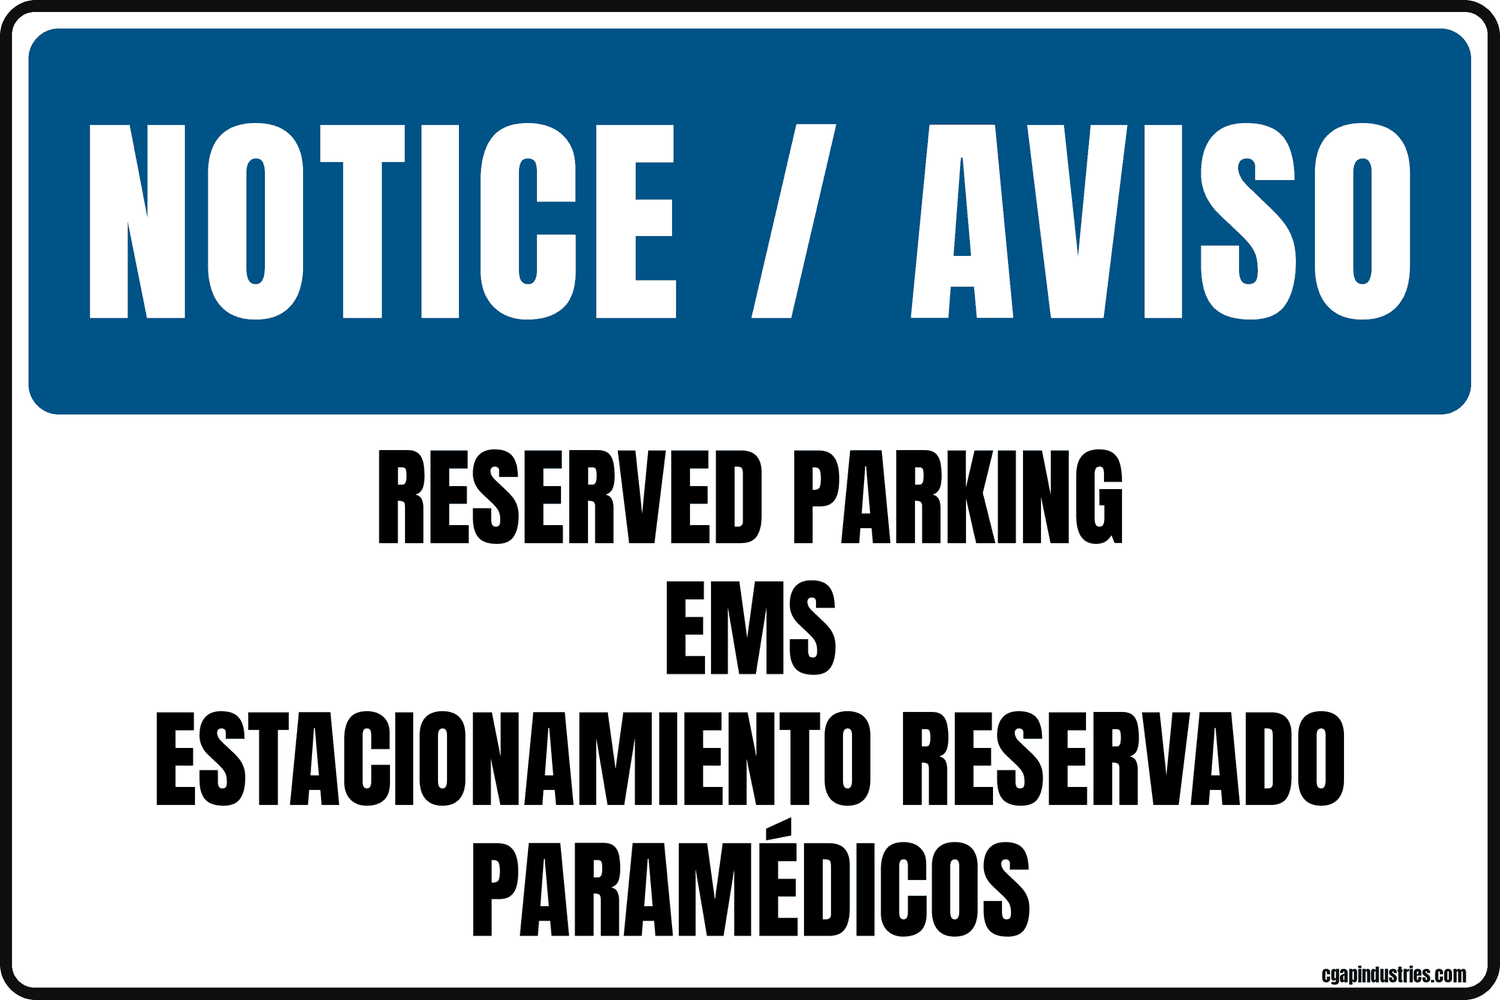 NOTICE / AVISO
RESERVED PARKING
EMS
ESTACIONAMIENTO RESERVADO
PARAMÉDICOS
cgapindustries.com